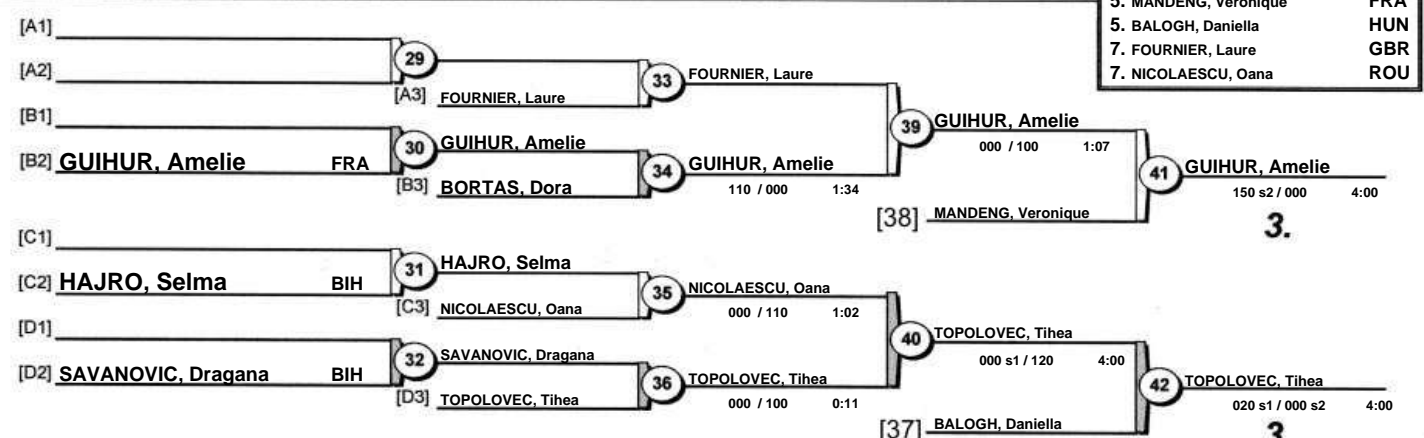 5. MANDENG, Veronique FRA
5. BALOGH, Daniella HUN
7. FOURNIER, Laure GBR
7. NICOLAESCU, Oana ROU
[A1]
29
[A2]
[A3] FOURNIER, Laure
33 FOURNIER, Laure
[B1]
30 GUIHUR, Amelie
[B2] GUIHUR, Amelie FRA
[B3] BORTAS, Dora
34 GUIHUR, Amelie
110 / 000 1:34
39 GUIHUR, Amelie
000 / 100 1:07
[38] MANDENG, Veronique
41 GUIHUR, Amelie
150 s2 / 000 4:00
3.
[C1]
31 HAJRO, Selma
[C2] HAJRO, Selma BIH
[C3] NICOLAESCU, Oana
35 NICOLAESCU, Oana
000 / 110 1:02
[D1]
32 SAVANOVIC, Dragana
[D2] SAVANOVIC, Dragana BIH
[D3] TOPOLOVEC, Tihea
36 TOPOLOVEC, Tihea
000 / 100 0:11
40 TOPOLOVEC, Tihea
000 s1 / 120 4:00
[37] BALOGH, Daniella
42 TOPOLOVEC, Tihea
020 s1 / 000 s2 4:00
3